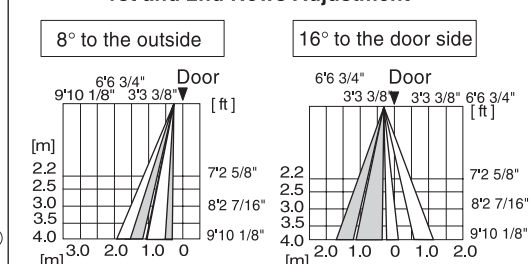 8° to the outside
16° to the door side
6'6 3/4" Door
9'10 1/8" 3'3 3/8"
[ft]
[m]
2.2 7'2 5/8"
2.5
3.0 8'2 7/16"
3.5
4.0 9'10 1/8"
3.0 2.0 1.0 0
[m]
6'6 3/4" Door
3'3 3/8" 3'3 3/8" 6'6 3/4"
[ft]
2.2 7'2 5/8"
2.5
3.0 8'2 7/16"
3.5
4.0 9'10 1/8"
2.0 1.0 0 1.0 2.0
[m]